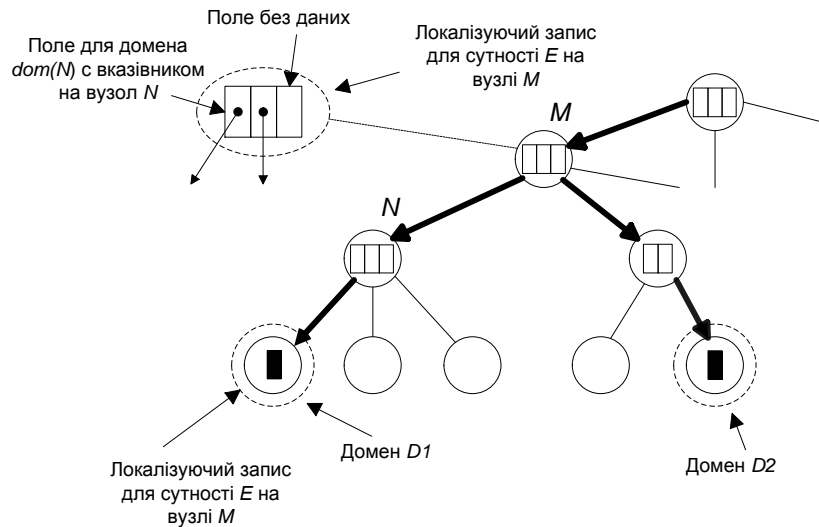 Поле без даних
Поле для домена
dom(N) с вказівником
на вузол N
Локалізуючий запис
для сутності E на
вузлі M
M
N
Домен D1
Домен D2
Локалізуючий запис
для сутності E на
вузлі M